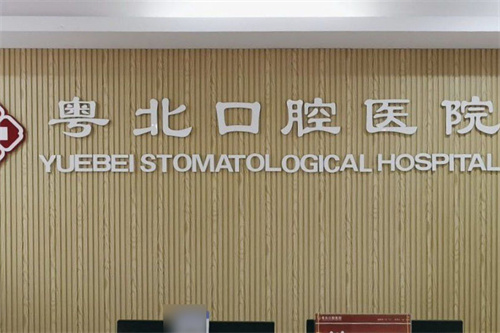 粤北口腔医院
YUEBEI STOMATOLOGICAL HOSPITAL